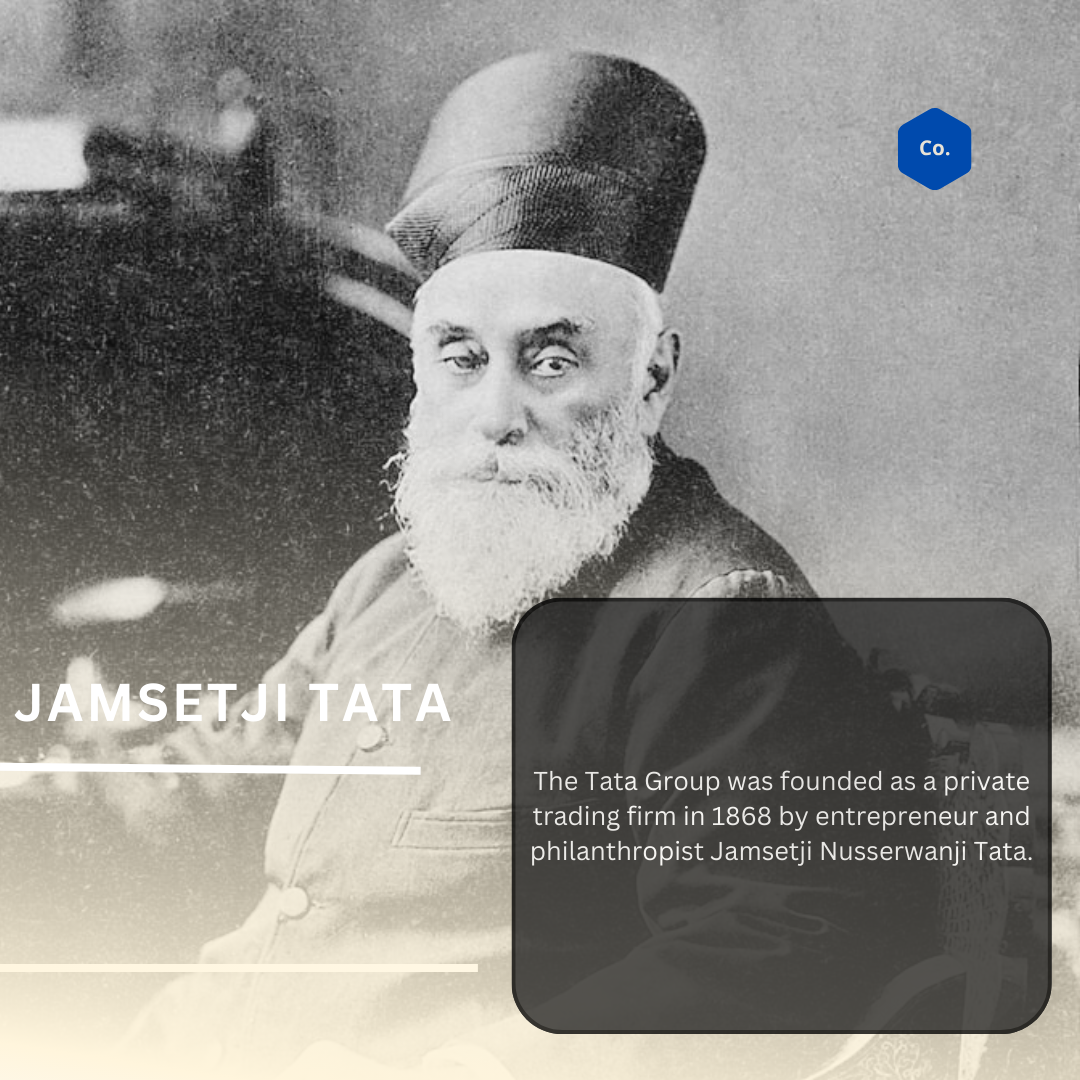 Co.
JAMSETJI TATA
The Tata Group was founded as a private
trading firm in 1868 by entrepreneur and
philanthropist Jamsetji Nusserwanji Tata.